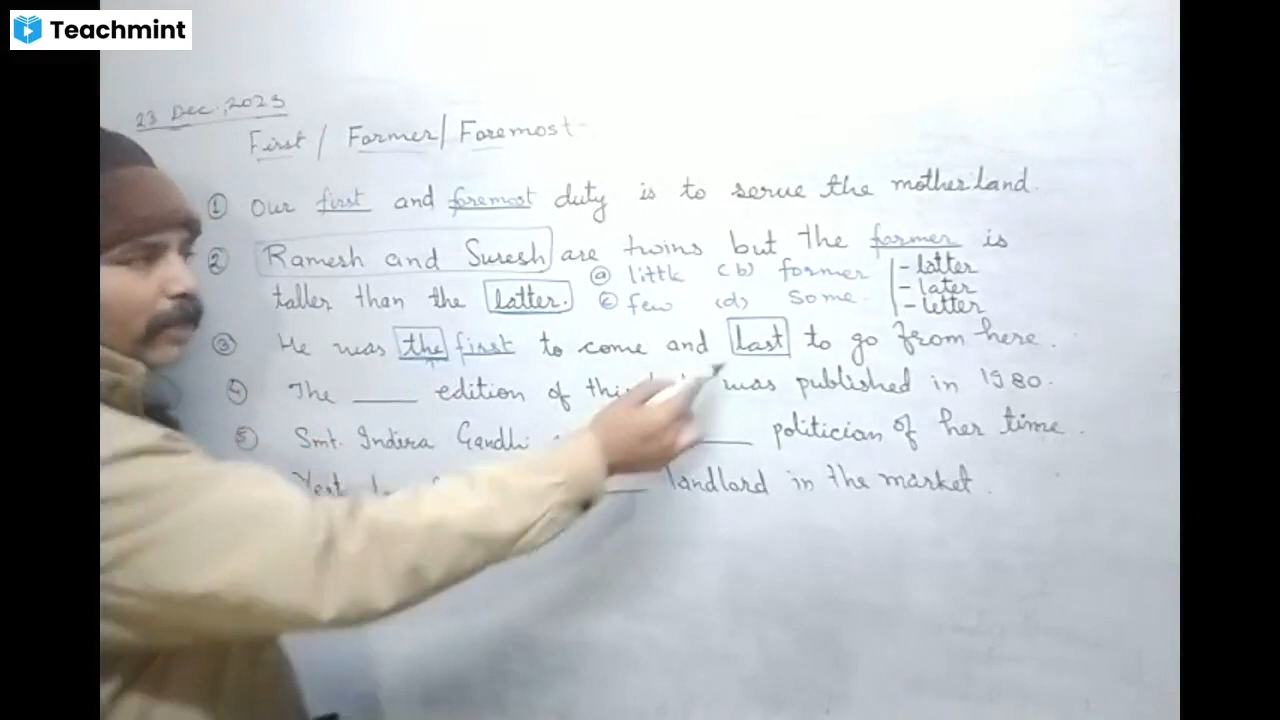 Teachmint
23 Dec, 2023
First / Former / Foremost
① Our first and foremost duty is to serve the motherland.
② Ramesh and Suresh are twins but the former is
taller than the latter. ⓐ little (b) former - latter
ⓒ few (d) some - later
- letter
③ He was the first to come and last to go from here.
④ The ____ edition of was published in 1980.
⑤ Smt. Indira Gandhi ____ politician of her time.
____ landlord in the market.